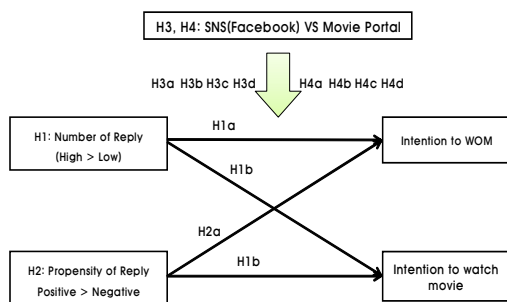 H3, H4: SNS(Facebook) VS Movie Portal
H3a H3b H3c H3d
H4a H4b H4c H4d
H1: Number of Reply
(High > Low)
H1a
Intention to WOM
H1b
H2a
H2: Propensity of Reply
Positive > Negative
H1b
Intention to watch
movie